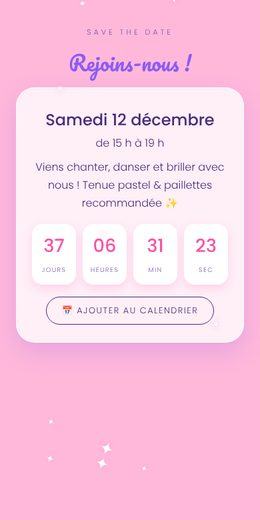 SAVE THE DATE
Rejoins-nous !
Samedi 12 décembre
de 15 h à 19 h
Viens chanter, danser et briller avec
nous ! Tenue pastel & paillettes
recommandée ✨
37 06 31 23
JOURS HEURES MIN SEC
📅 AJOUTER AU CALENDRIER